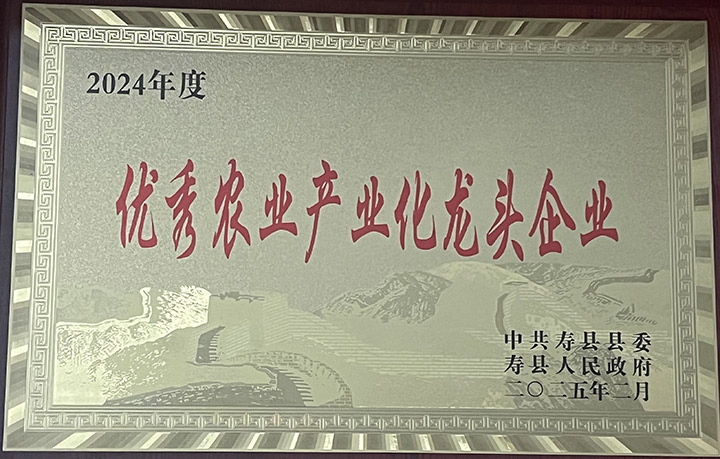 2024年度
优秀农业产业化龙头企业
中共寿县县委
寿县人民政府
二〇二五年二月